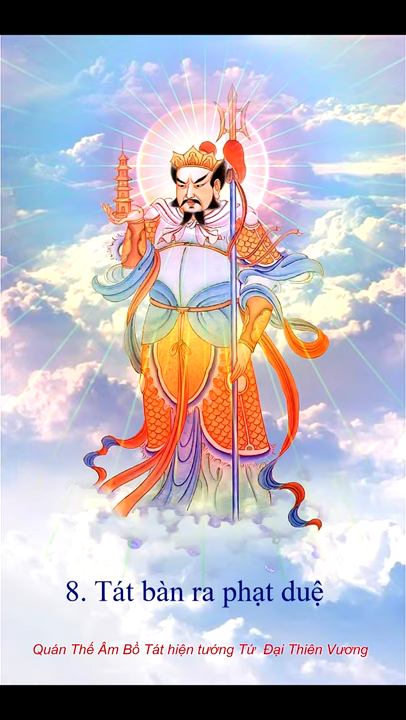 8. Tát bàn ra phạt duệ
Quán Thế Âm Bồ Tát hiện tướng Tứ Đại Thiên Vương